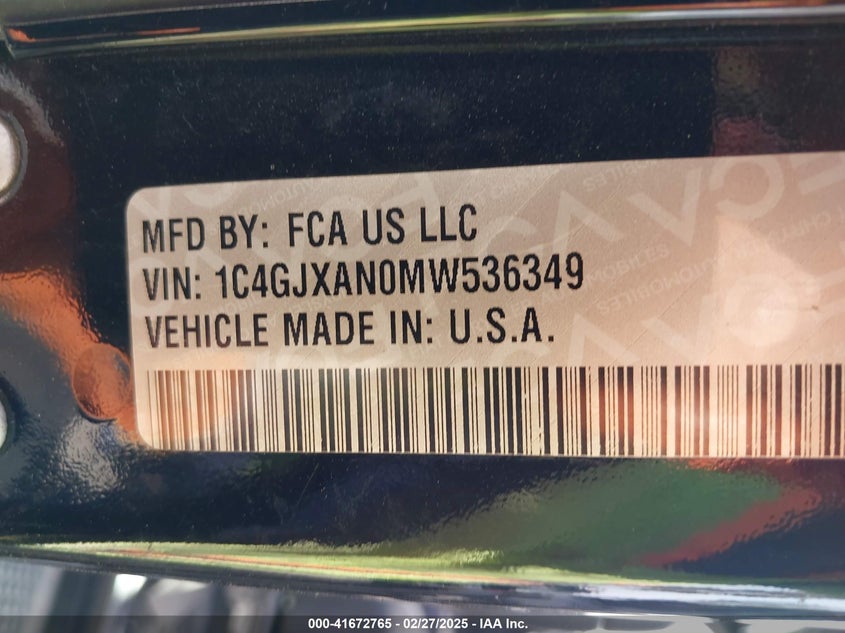 MFD BY: FCA US LLC
VIN: 1C4GJXAN0MW536349
VEHICLE MADE IN: U.S.A.
000-41672765 - 02/27/2025 - IAA Inc.